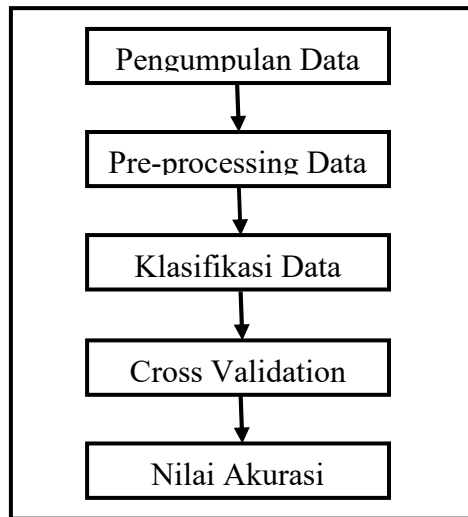 Pengumpulan Data
Pre-processing Data
Klasifikasi Data
Cross Validation
Nilai Akurasi